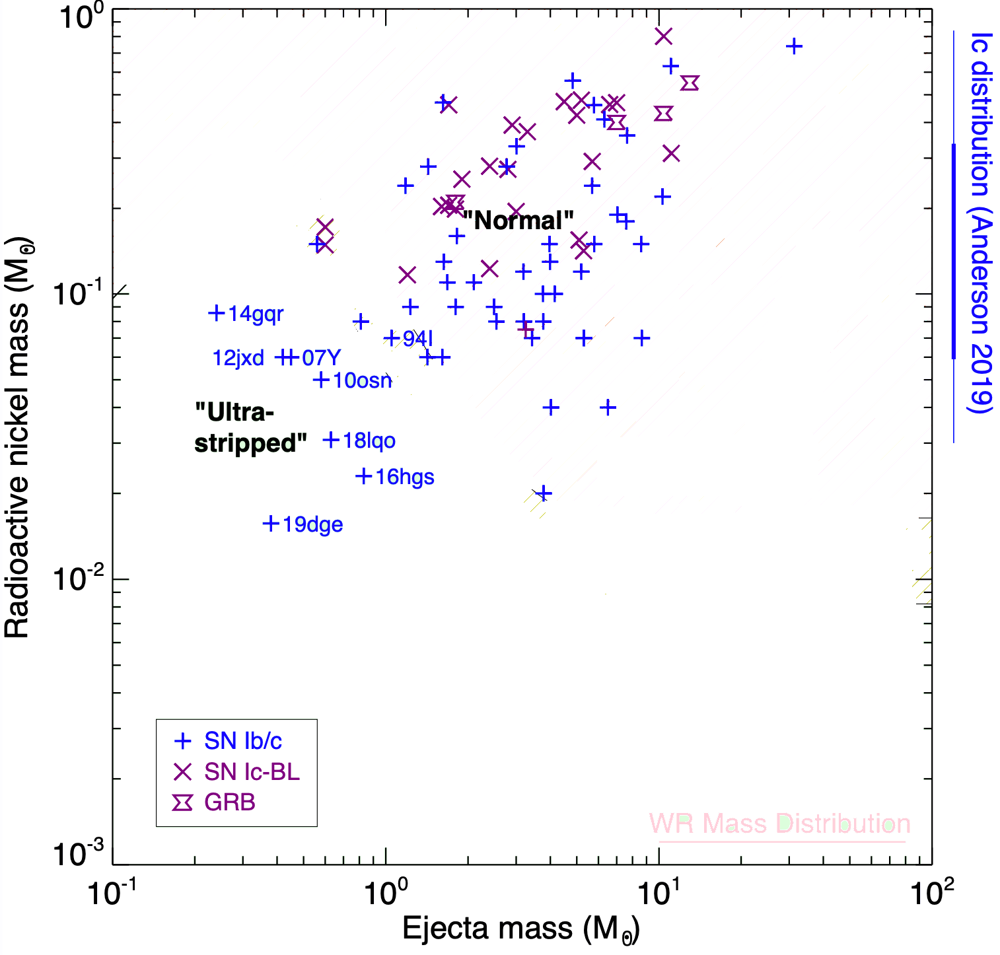 10⁰
10⁻¹
10⁻²
10⁻³
Radioactive nickel mass (M⊙)
Ic distribution (Anderson 2019)
"Normal"
14gqr
94I
12jxd
07Y
10osn
"Ultra-
stripped"
18lqo
16hgs
19dge
SN Ib/c
SN Ic-BL
GRB
WR Mass Distribution
10⁻¹
10⁰
10¹
10²
Ejecta mass (M⊙)